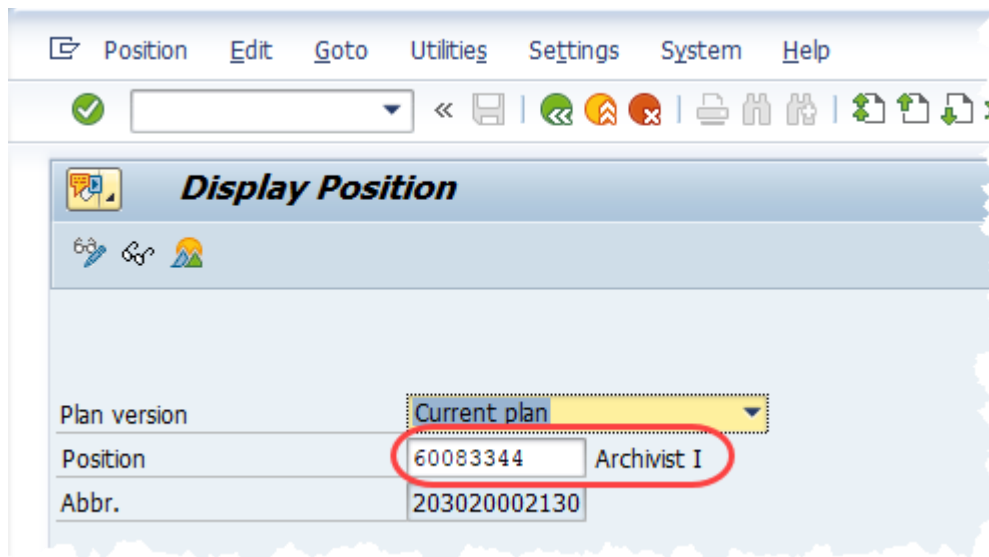 Position Edit Goto Utilities Settings System Help
Display Position
Plan version Current plan
Position 60083344 Archivist I
Abbr. 203020002130